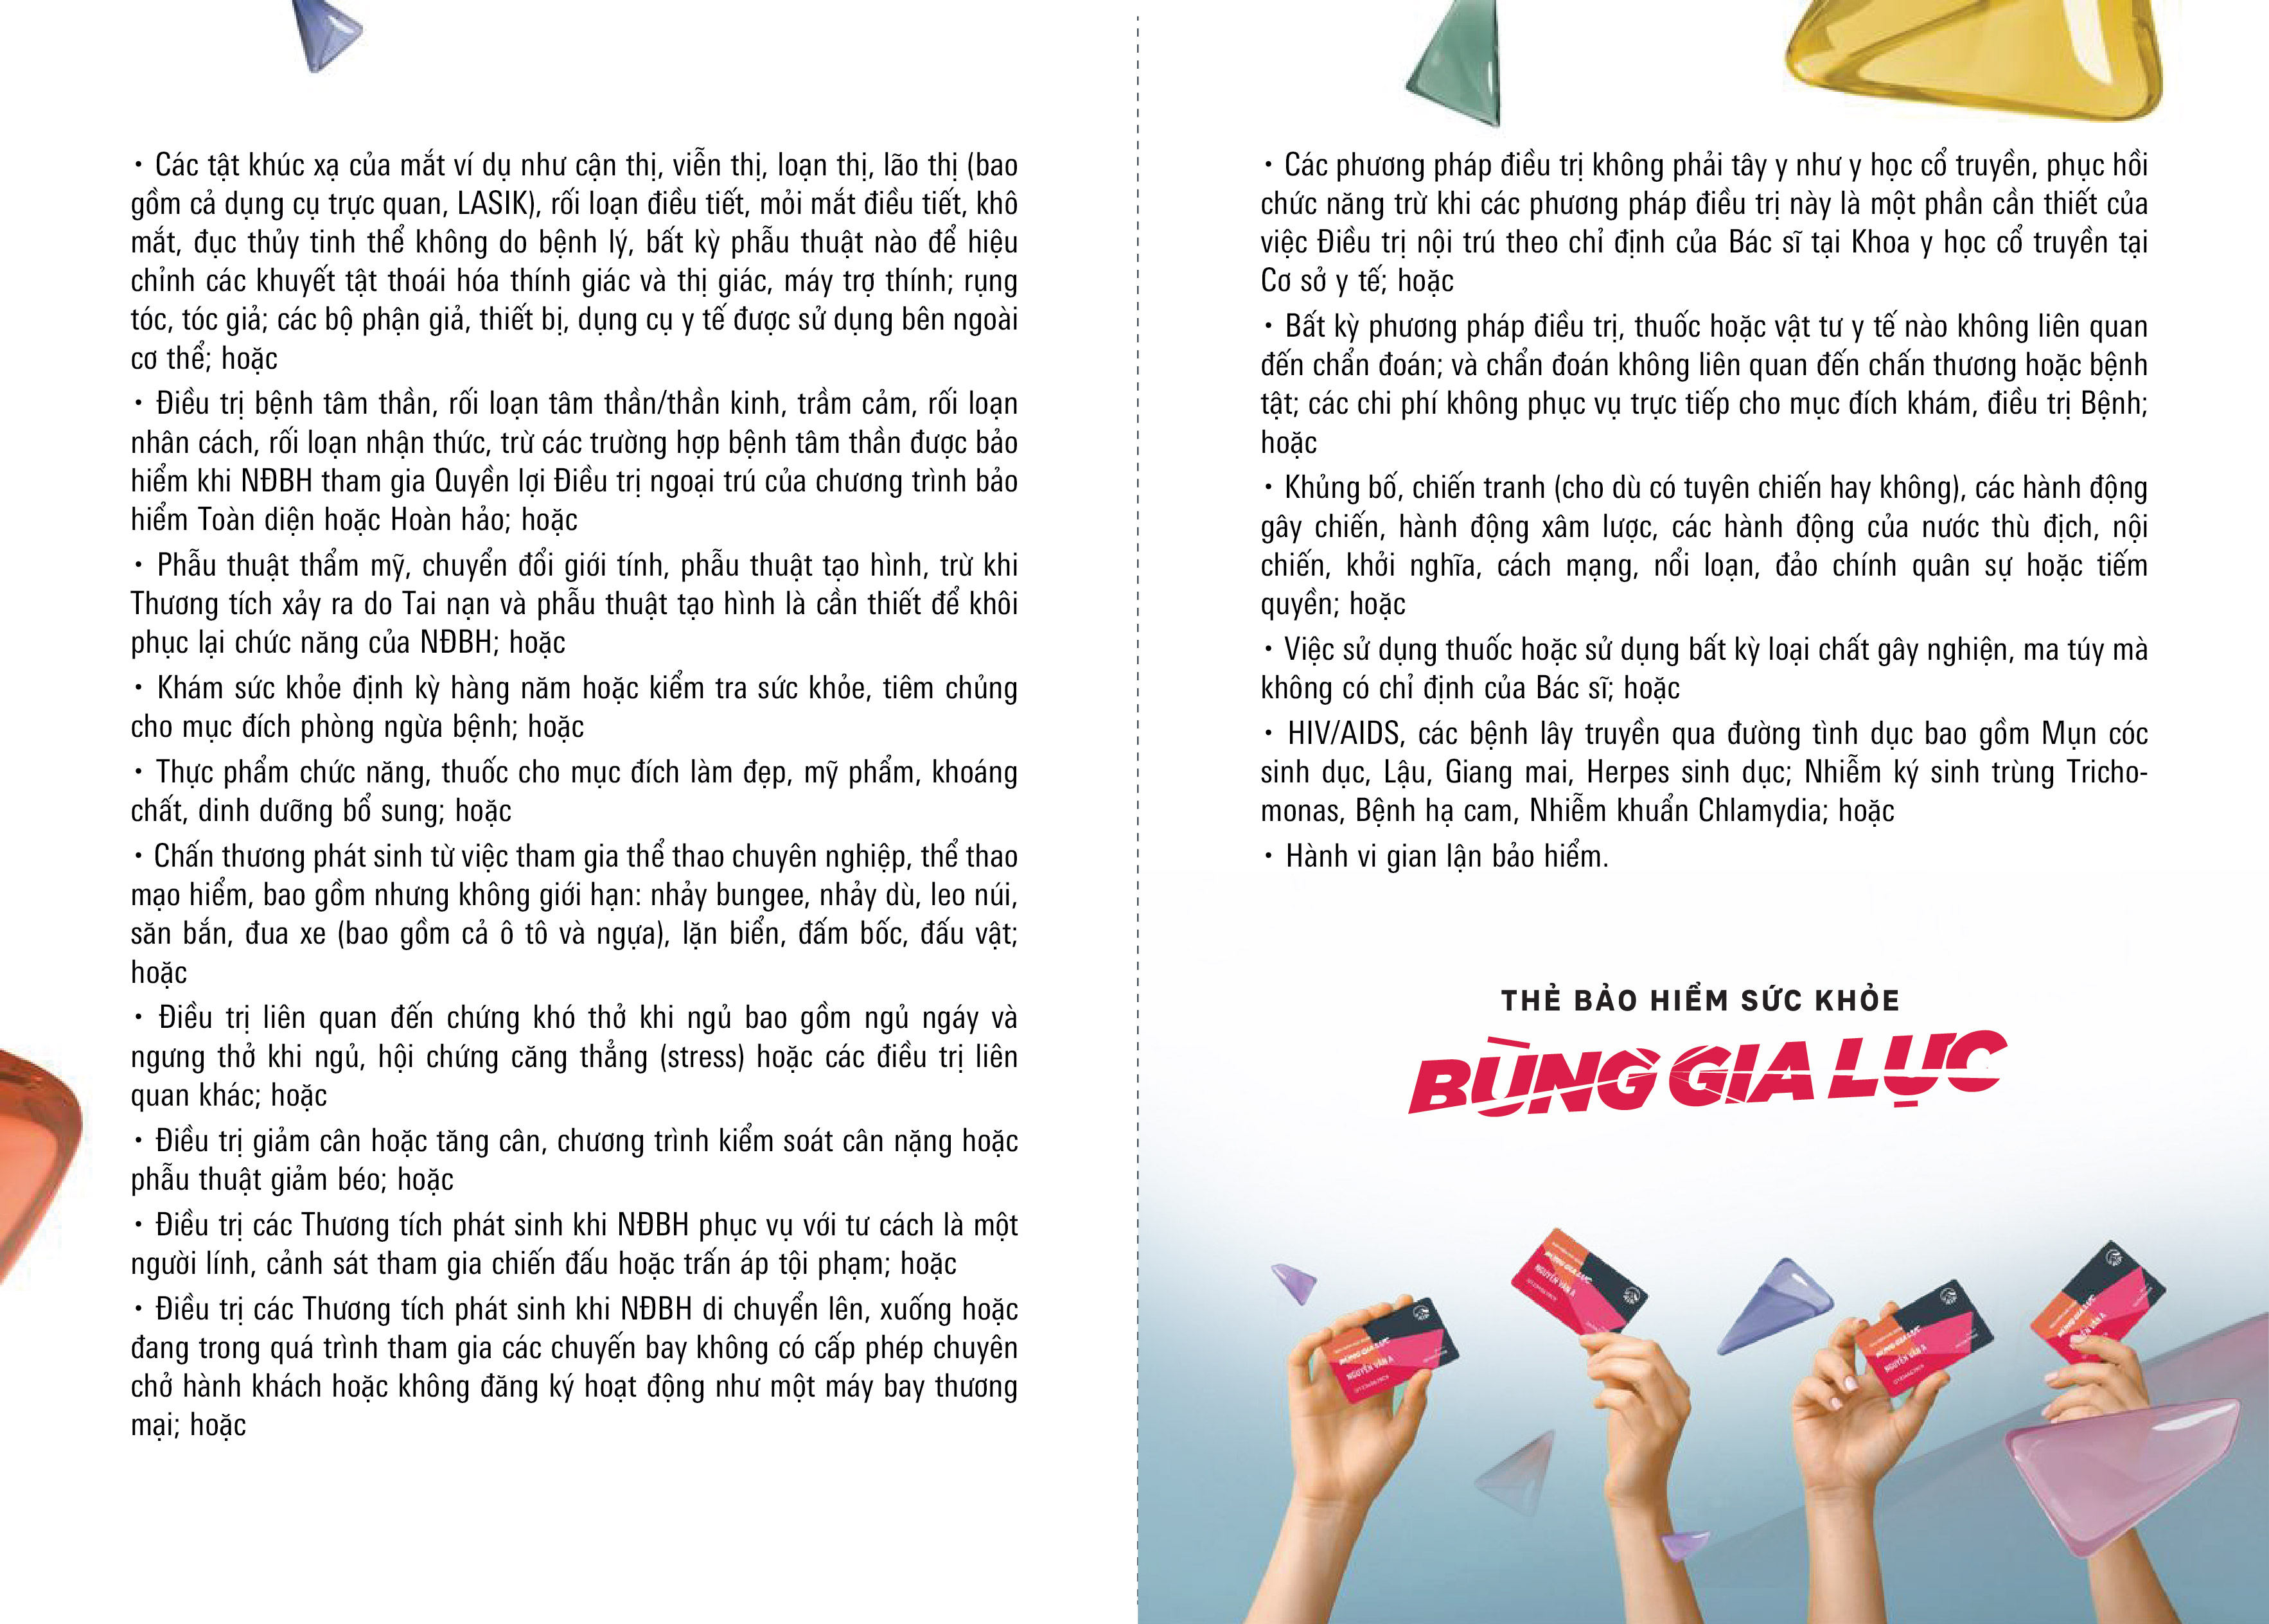 • Các tật khúc xạ của mắt ví dụ như cận thị, viễn thị, loạn thị, lão thị (bao
gồm cả dụng cụ trực quan, LASIK), rối loạn điều tiết, mỏi mắt điều tiết, khô
mắt, đục thủy tinh thể không do bệnh lý, bất kỳ phẫu thuật nào để hiệu
chỉnh các khuyết tật thoái hóa thính giác và thị giác, máy trợ thính; rụng
tóc, tóc giả; các bộ phận giả, thiết bị, dụng cụ y tế được sử dụng bên ngoài
cơ thể; hoặc
• Điều trị bệnh tâm thần, rối loạn tâm thần/thần kinh, trầm cảm, rối loạn
nhân cách, rối loạn nhận thức, trừ các trường hợp bệnh tâm thần được bảo
hiểm khi NĐBH tham gia Quyền lợi Điều trị ngoại trú của chương trình bảo
hiểm Toàn diện hoặc Hoàn hảo; hoặc
• Phẫu thuật thẩm mỹ, chuyển đổi giới tính, phẫu thuật tạo hình, trừ khi
Thương tích xảy ra do Tai nạn và phẫu thuật tạo hình là cần thiết để khôi
phục lại chức năng của NĐBH; hoặc
• Khám sức khỏe định kỳ hàng năm hoặc kiểm tra sức khỏe, tiêm chủng
cho mục đích phòng ngừa bệnh; hoặc
• Thực phẩm chức năng, thuốc cho mục đích làm đẹp, mỹ phẩm, khoáng
chất, dinh dưỡng bổ sung; hoặc
• Chấn thương phát sinh từ việc tham gia thể thao chuyên nghiệp, thể thao
mạo hiểm, bao gồm nhưng không giới hạn: nhảy bungee, nhảy dù, leo núi,
săn bắn, đua xe (bao gồm cả ô tô và ngựa), lặn biển, đấm bốc, đấu vật;
hoặc
• Điều trị liên quan đến chứng khó thở khi ngủ bao gồm ngủ ngáy và
ngưng thở khi ngủ, hội chứng căng thẳng (stress) hoặc các điều trị liên
quan khác; hoặc
• Điều trị giảm cân hoặc tăng cân, chương trình kiểm soát cân nặng hoặc
phẫu thuật giảm béo; hoặc
• Điều trị các Thương tích phát sinh khi NĐBH phục vụ với tư cách là một
người lính, cảnh sát tham gia chiến đấu hoặc trấn áp tội phạm; hoặc
• Điều trị các Thương tích phát sinh khi NĐBH di chuyển lên, xuống hoặc
đang trong quá trình tham gia các chuyến bay không có cấp phép chuyên
chở hành khách hoặc không đăng ký hoạt động như một máy bay thương
mại; hoặc
• Các phương pháp điều trị không phải tây y như y học cổ truyền, phục hồi
chức năng trừ khi các phương pháp điều trị này là một phần cần thiết của
việc Điều trị nội trú theo chỉ định của Bác sĩ tại Khoa y học cổ truyền tại
Cơ sở y tế; hoặc
• Bất kỳ phương pháp điều trị, thuốc hoặc vật tư y tế nào không liên quan
đến chẩn đoán; và chẩn đoán không liên quan đến chấn thương hoặc bệnh
tật; các chi phí không phục vụ trực tiếp cho mục đích khám, điều trị Bệnh;
hoặc
• Khủng bố, chiến tranh (cho dù có tuyên chiến hay không), các hành động
gây chiến, hành động xâm lược, các hành động của nước thù địch, nội
chiến, khởi nghĩa, cách mạng, nổi loạn, đảo chính quân sự hoặc tiếm
quyền; hoặc
• Việc sử dụng thuốc hoặc sử dụng bất kỳ loại chất gây nghiện, ma túy mà
không có chỉ định của Bác sĩ; hoặc
• HIV/AIDS, các bệnh lây truyền qua đường tình dục bao gồm Mụn cóc
sinh dục, Lậu, Giang mai, Herpes sinh dục; Nhiễm ký sinh trùng Tricho-
monas, Bệnh hạ cam, Nhiễm khuẩn Chlamydia; hoặc
• Hành vi gian lận bảo hiểm.
THẺ BẢO HIỂM SỨC KHỎE
BÙNG GIA LỰC
BÙNG GIA LỰC
NGUYỄN VĂN A
BÙNG GIA LỰC
NGUYỄN VĂN A
BÙNG GIA LỰC
NGUYỄN VĂN A
BÙNG GIA LỰC
NGUYỄN VĂN A